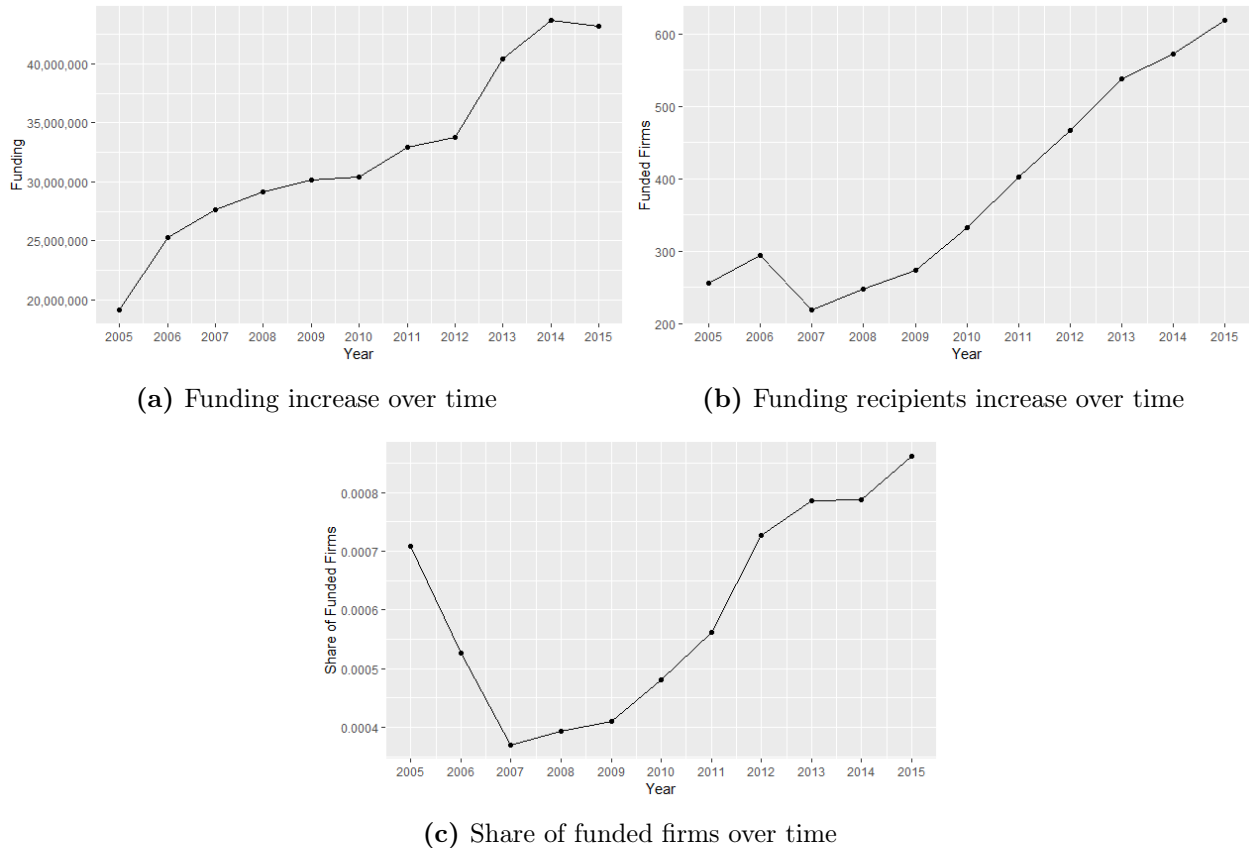 40,000,000
35,000,000
30,000,000
25,000,000
20,000,000
Funding
2005 2006 2007 2008 2009 2010 2011 2012 2013 2014 2015
Year
(a) Funding increase over time
600
500
400
300
200
Funded Firms
2005 2006 2007 2008 2009 2010 2011 2012 2013 2014 2015
Year
(b) Funding recipients increase over time
0.0008
0.0007
0.0006
0.0005
0.0004
Share of Funded Firms
2005 2006 2007 2008 2009 2010 2011 2012 2013 2014 2015
Year
(c) Share of funded firms over time